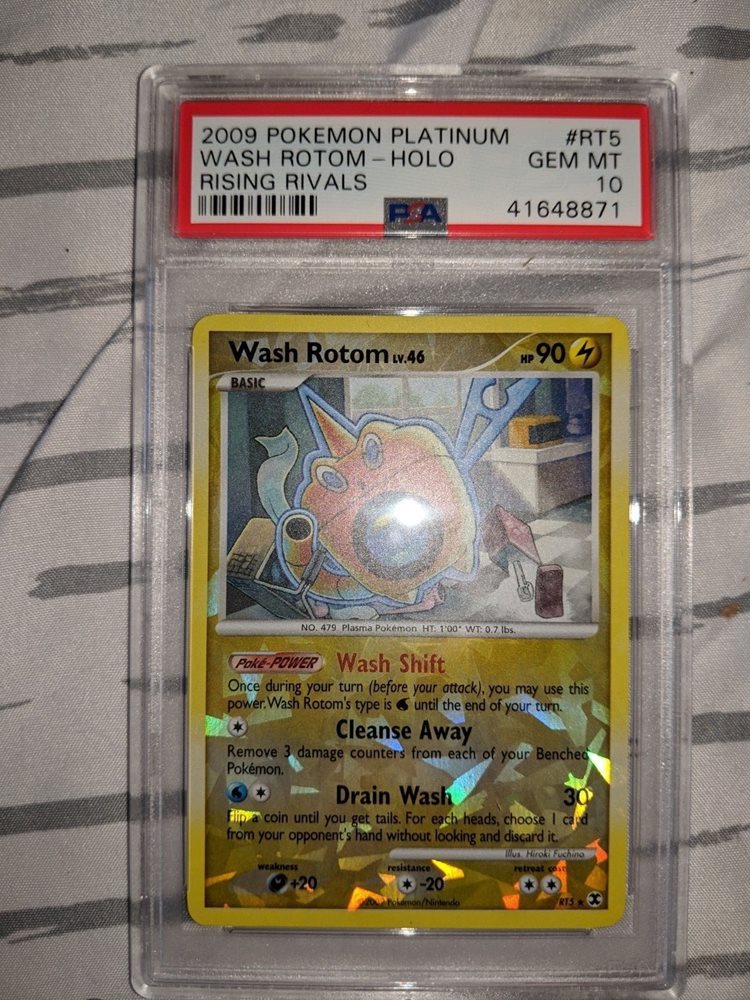 2009 POKEMON PLATINUM #RT5
WASH ROTOM - HOLO GEM MT
RISING RIVALS 10
PSA 41648871
Wash Rotom LV.46 HP 90
BASIC
NO. 479 Plasma Pokémon HT: 1'00" WT: 0.7 lbs.
Poké-POWER Wash Shift
Once during your turn (before your attack), you may use this
power. Wash Rotom's type is until the end of your turn.
Cleanse Away
Remove 3 damage counters from each of your Benched
Pokémon.
Drain Wash 30
Flip a coin until you get tails. For each heads, choose 1 card
from your opponent's hand without looking and discard it.
Illus. Hiroki Fuchino
weakness resistance retreat cost
+20 -20
©2009 Pokémon/Nintendo RT5 ★